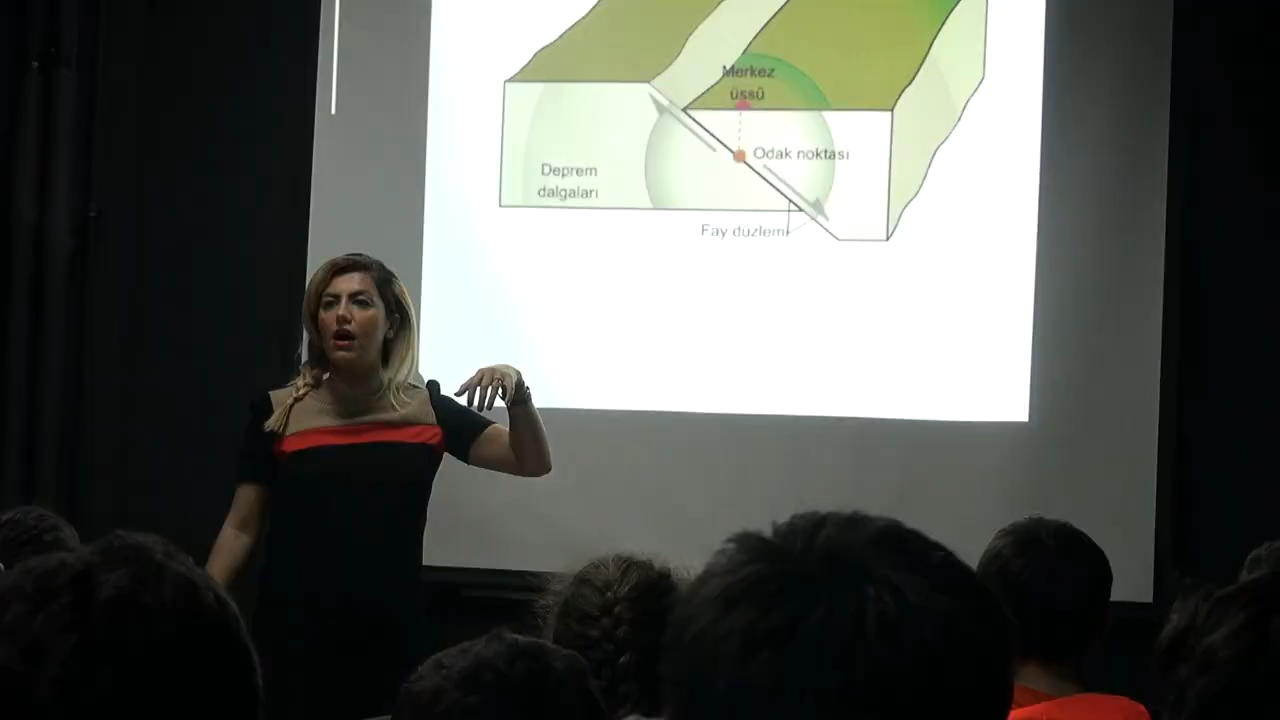 Merkez
üssü
Odak noktası
Deprem
dalgaları
Fay düzlemi